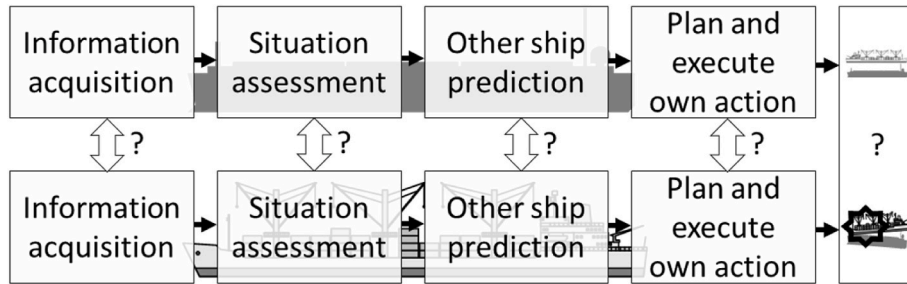 Information
acquisition
Situation
assessment
Other ship
prediction
Plan and
execute
own action
?
?
?
?
?
Information
acquisition
Situation
assessment
Other ship
prediction
Plan and
execute
own action